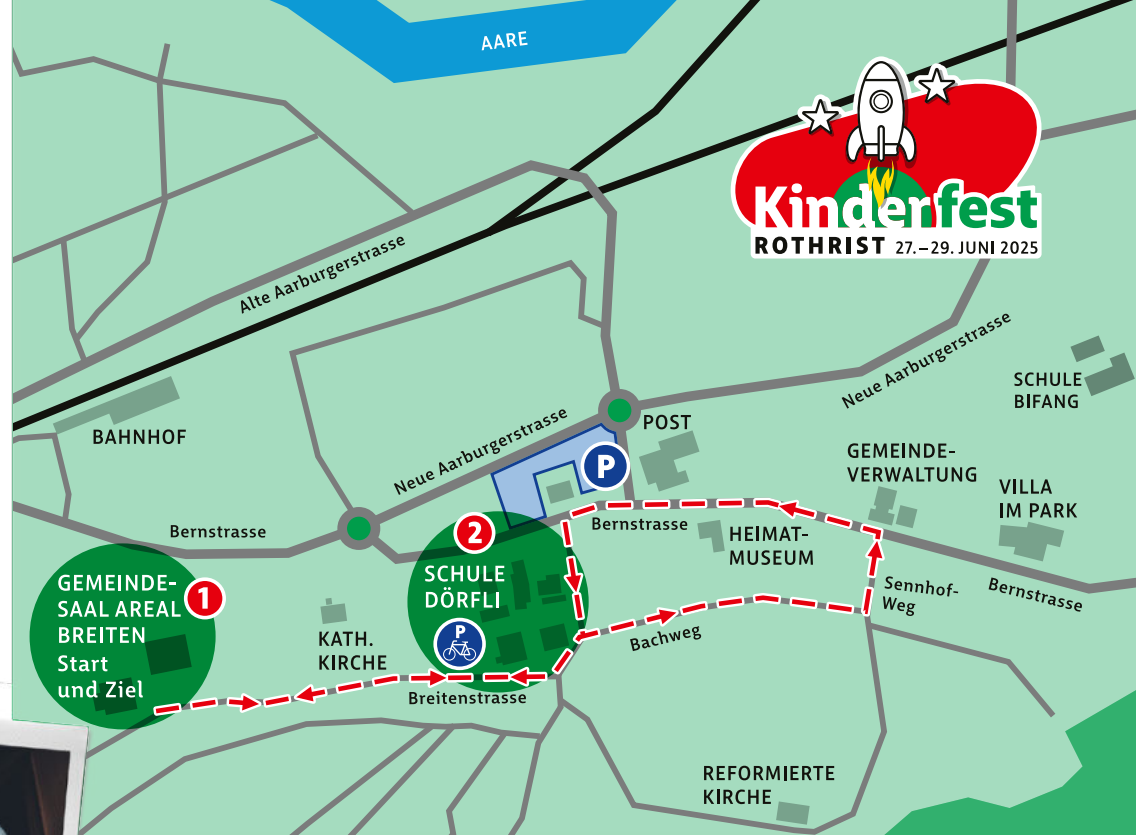 AARE
Kinderfest
ROTHRIST 27.–29. JUNI 2025
Alte Aarburgerstrasse
Neue Aarburgerstrasse
SCHULE
BIFANG
BAHNHOF
Neue Aarburgerstrasse
POST
P
GEMEINDE-
VERWALTUNG
VILLA
IM PARK
Bernstrasse
Bernstrasse
HEIMAT-
MUSEUM
2
SCHULE
DÖRFLI
P
GEMEINDE-
SAAL AREAL
BREITEN
1
Start
und Ziel
KATH.
KIRCHE
Sennhof-
Weg
Bernstrasse
Bachweg
Breitenstrasse
REFORMIERTE
KIRCHE